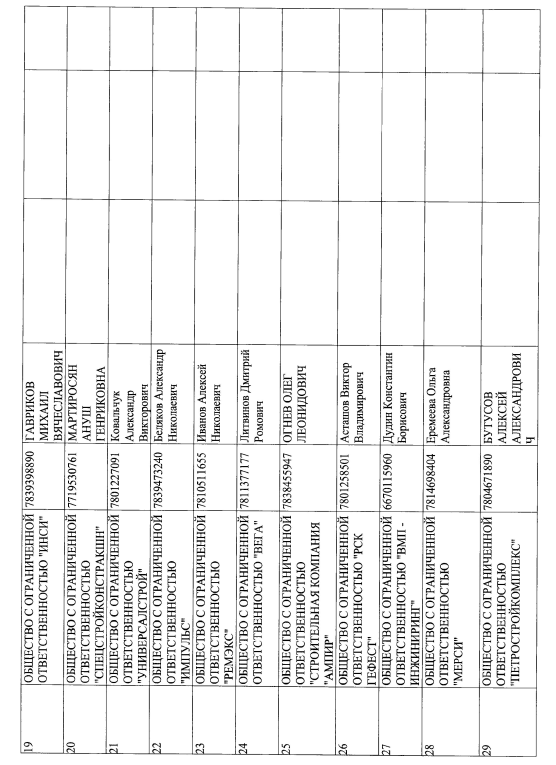 19
ОБЩЕСТВО С ОГРАНИЧЕННОЙ
ОТВЕТСТВЕННОСТЬЮ "ИНСИ"
7839398890
ГАВРИКОВ
МИХАИЛ
ВЯЧЕСЛАВОВИЧ
20
ОБЩЕСТВО С ОГРАНИЧЕННОЙ
ОТВЕТСТВЕННОСТЬЮ
"СПЕЦСТРОЙКОНСТРАКШН"
7719530761
МАРТИРОСЯН
АНУШ
ГЕНРИКОВНА
21
ОБЩЕСТВО С ОГРАНИЧЕННОЙ
ОТВЕТСТВЕННОСТЬЮ
"УНИВЕРСАЛСТРОЙ"
7801227091
Ковальчук
Александр
Викторович
22
ОБЩЕСТВО С ОГРАНИЧЕННОЙ
ОТВЕТСТВЕННОСТЬЮ
"ИМПУЛЬС"
7839473240
Беляков Александр
Николаевич
23
ОБЩЕСТВО С ОГРАНИЧЕННОЙ
ОТВЕТСТВЕННОСТЬЮ
"РЕМЭКС"
7810511655
Иванов Алексей
Николаевич
24
ОБЩЕСТВО С ОГРАНИЧЕННОЙ
ОТВЕТСТВЕННОСТЬЮ "ВЕГА"
7811377177
Литвинов Дмитрий
Ромович
25
ОБЩЕСТВО С ОГРАНИЧЕННОЙ
ОТВЕТСТВЕННОСТЬЮ
"СТРОИТЕЛЬНАЯ КОМПАНИЯ
"АМПИР"
7838455947
ОГНЕВ ОЛЕГ
ЛЕОНИДОВИЧ
26
ОБЩЕСТВО С ОГРАНИЧЕННОЙ
ОТВЕТСТВЕННОСТЬЮ "РСК
ГЕФЕСТ"
7801258501
Асташов Виктор
Владимирович
27
ОБЩЕСТВО С ОГРАНИЧЕННОЙ
ОТВЕТСТВЕННОСТЬЮ "ВМП -
ИНЖИНИРИНГ"
6670115960
Дудин Константин
Борисович
28
ОБЩЕСТВО С ОГРАНИЧЕННОЙ
ОТВЕТСТВЕННОСТЬЮ
"МЕРСИ"
7814698404
Еремеева Ольга
Александровна
29
ОБЩЕСТВО С ОГРАНИЧЕННОЙ
ОТВЕТСТВЕННОСТЬЮ
"ПЕТРОСТРОЙКОМПЛЕКС"
7804671890
БУТУСОВ
АЛЕКСЕЙ
АЛЕКСАНДРОВИ
Ч